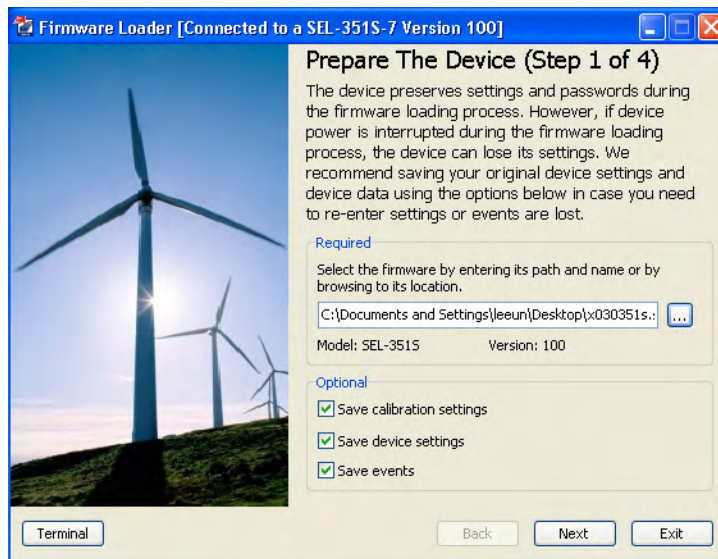 Firmware Loader [Connected to a SEL-351S-7 Version 100]
Prepare The Device (Step 1 of 4)
The device preserves settings and passwords during
the firmware loading process. However, if device
power is interrupted during the firmware loading
process, the device can lose its settings. We
recommend saving your original device settings and
device data using the options below in case you need
to re-enter settings or events are lost.
Required
Select the firmware by entering its path and name or by
browsing to its location.
C:\Documents and Settings\leeun\Desktop\x030351s.: ...
Model: SEL-351S Version: 100
Optional
Save calibration settings
Save device settings
Save events
Terminal Back Next Exit